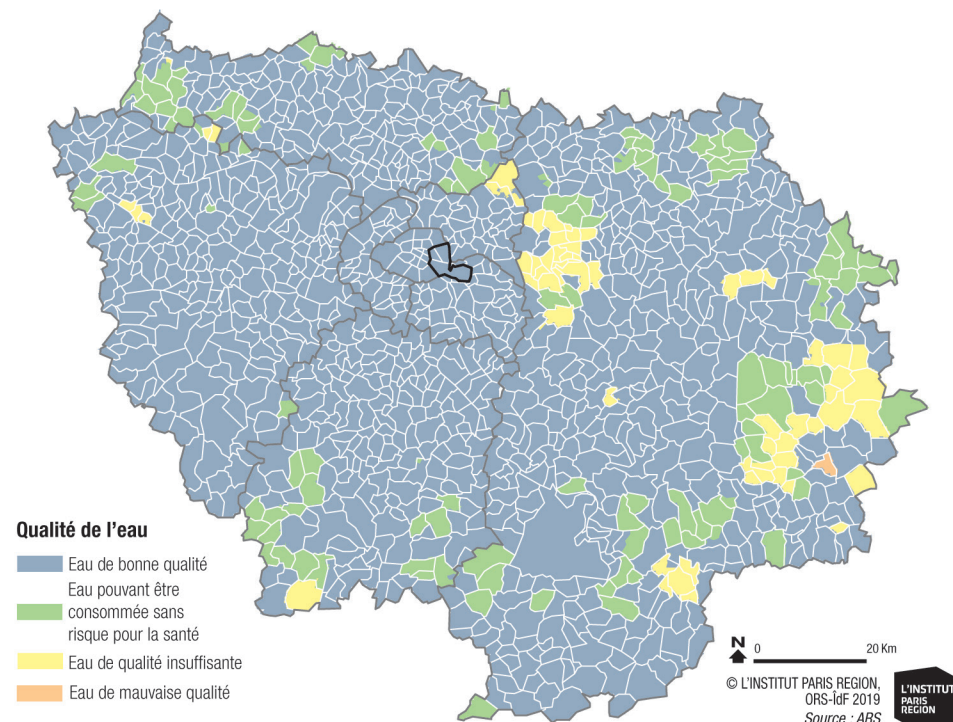 Qualité de l'eau
Eau de bonne qualité
Eau pouvant être
consommée sans
risque pour la santé
Eau de qualité insuffisante
Eau de mauvaise qualité
N
0 20 Km
© L'INSTITUT PARIS REGION,
ORS-ÎdF 2019
Source : ARS
L'INSTITUT
PARIS
REGION